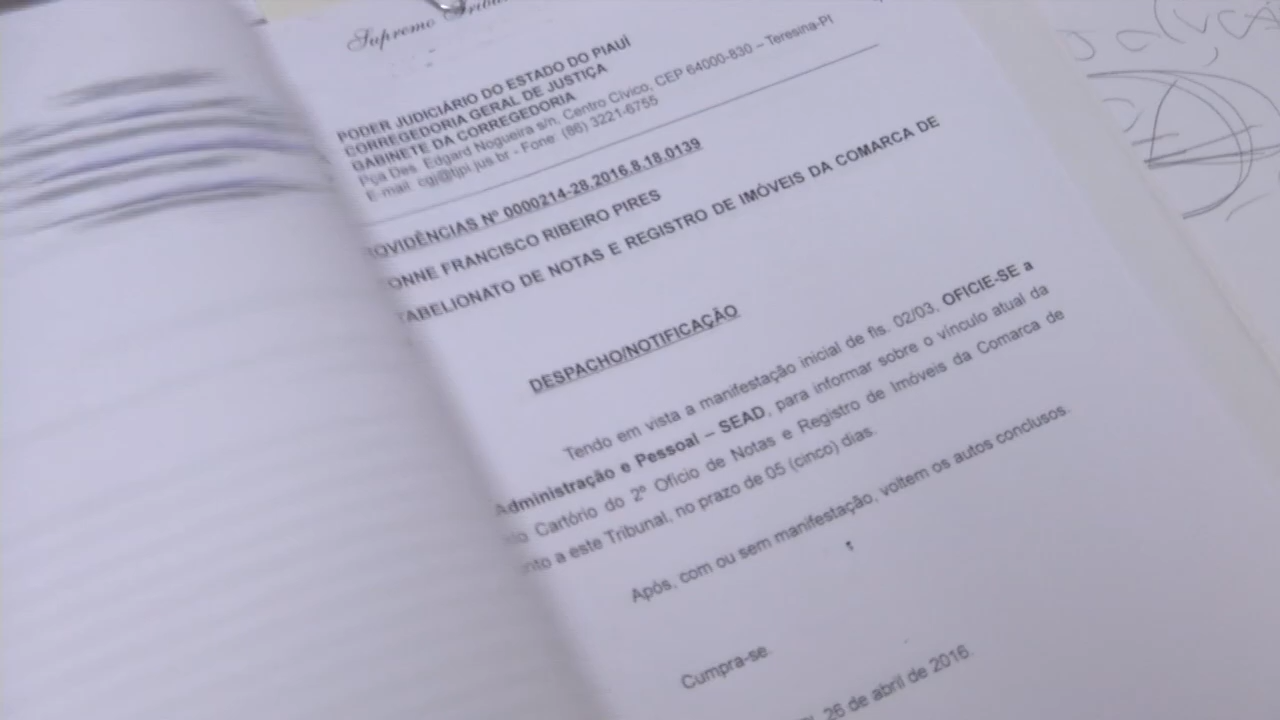 Supremo Tribu
PODER JUDICIÁRIO DO ESTADO DO PIAUÍ
CORREGEDORIA GERAL DE JUSTIÇA
GABINETE DA CORREGEDORIA
Pça Des. Edgard Nogueira s/n, Centro Cívico, CEP 64000-830 – Teresina-PI
E-mail: cgj@tjpi.jus.br - Fone: (86) 3221-6755
OVIDÊNCIAS Nº 0000214-28.2016.8.18.0139
ONNE FRANCISCO RIBEIRO PIRES
TABELIONATO DE NOTAS E REGISTRO DE IMÓVEIS DA COMARCA DE
DESPACHO/NOTIFICAÇÃO
Tendo em vista a manifestação inicial de fls. 02/03, OFICIE-SE a
Administração e Pessoal – SEAD, para informar sobre o vínculo atual da
do Cartório do 2º Ofício de Notas e Registro de Imóveis da Comarca de
nto a este Tribunal, no prazo de 05 (cinco) dias.
Após, com ou sem manifestação, voltem os autos conclusos.
Cumpra-se.
, 26 de abril de 2016.